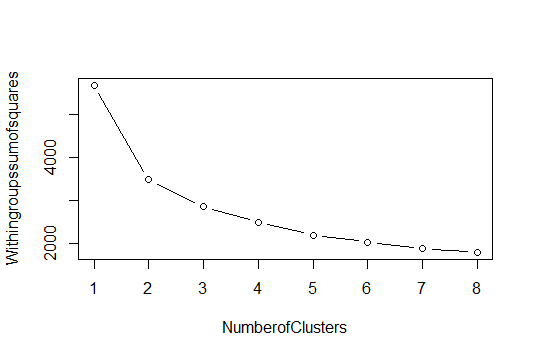 Withingroupssumofsquares
4000
2000
1 2 3 4 5 6 7 8
NumberofClusters